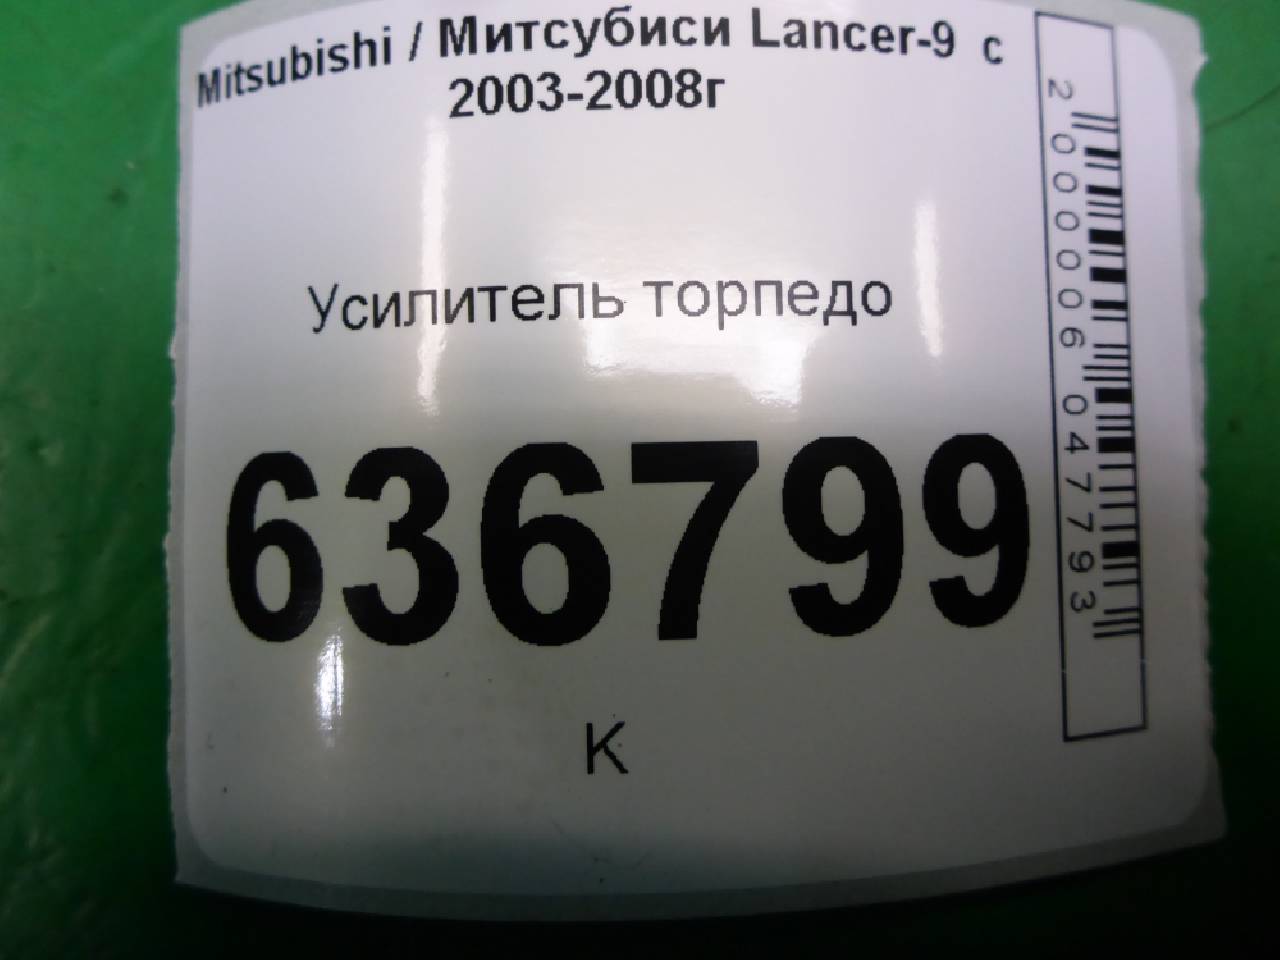 Mitsubishi / Митсубиси Lancer-9 с
2003-2008г
Усилитель торпедо
636799
К
2000006047793